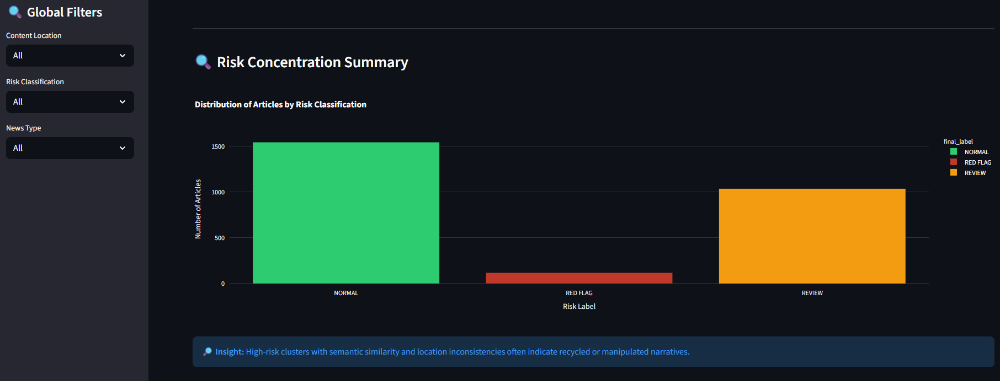 Global Filters
Content Location
All
Risk Classification
All
News Type
All
Risk Concentration Summary
Distribution of Articles by Risk Classification
Number of Articles
1500
1000
500
0
NORMAL
RED FLAG
REVIEW
Risk Label
final_label
NORMAL
RED FLAG
REVIEW
Insight: High-risk clusters with semantic similarity and location inconsistencies often indicate recycled or manipulated narratives.